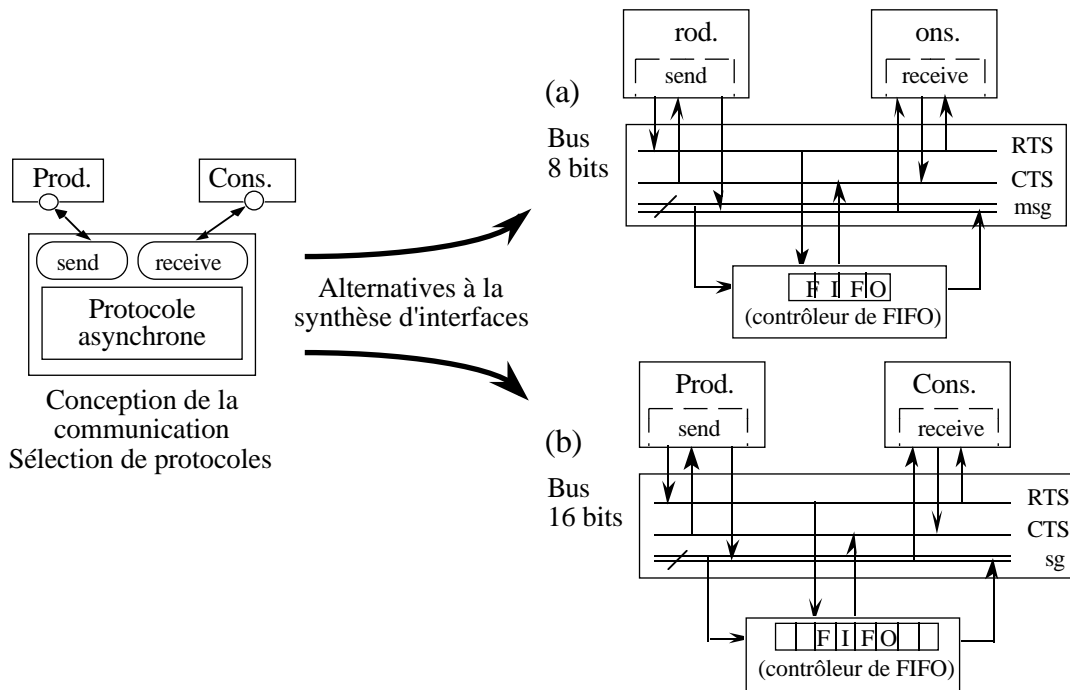 Prod.
Cons.
send
receive
Protocole
asynchrone
Conception de la
communication
Sélection de protocoles
Alternatives à la
synthèse d'interfaces
(a)
Bus
8 bits
rod.
ons.
send
receive
RTS
CTS
msg
F I F O
(contrôleur de FIFO)
(b)
Bus
16 bits
Prod.
Cons.
send
receive
RTS
CTS
sg
F I F O
(contrôleur de FIFO)